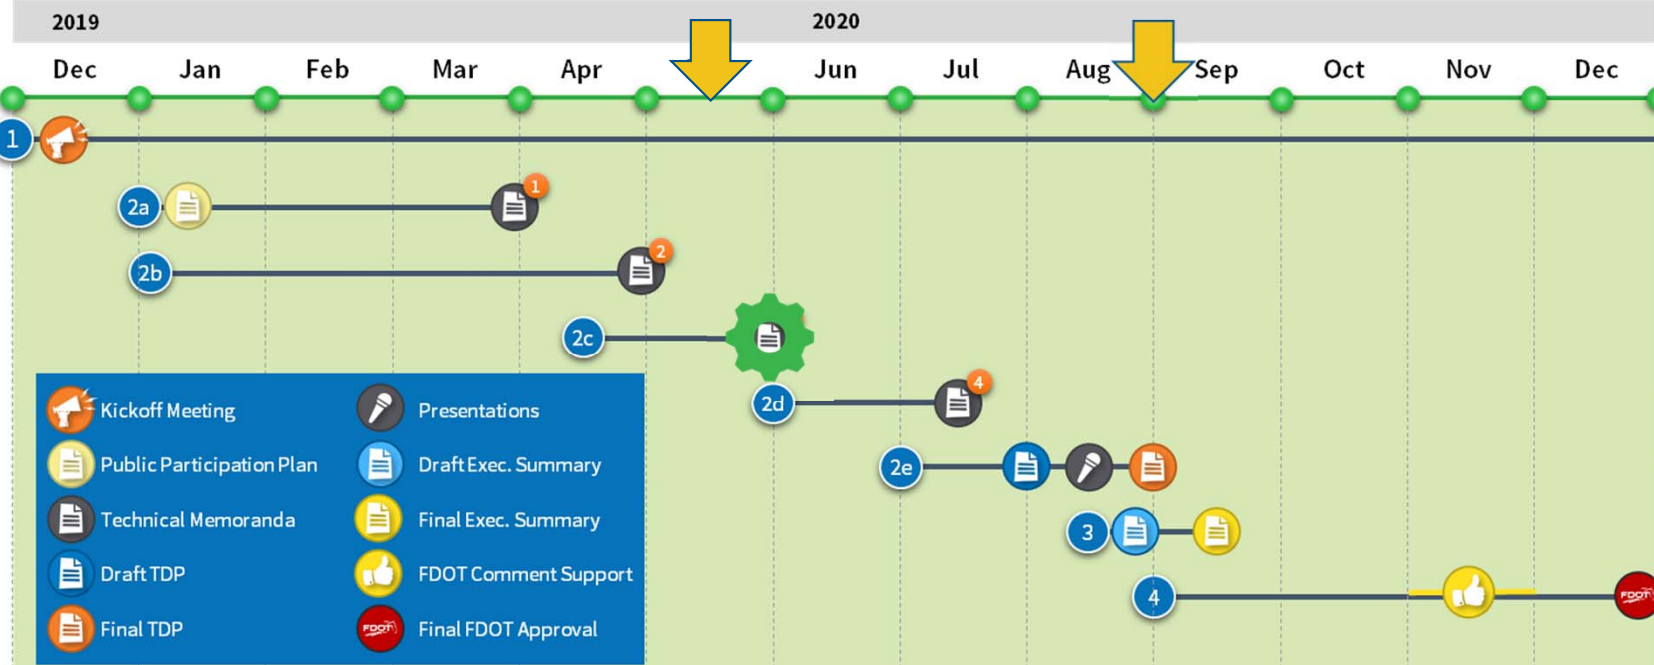 2019 2020
Dec Jan Feb Mar Apr Jun Jul Aug Sep Oct Nov Dec
1
2a 1
2b 2
2c
2d 4
2e
3
4 FDOT
Kickoff Meeting Presentations
Public Participation Plan Draft Exec. Summary
Technical Memoranda Final Exec. Summary
Draft TDP FDOT Comment Support
Final TDP FDOT Final FDOT Approval